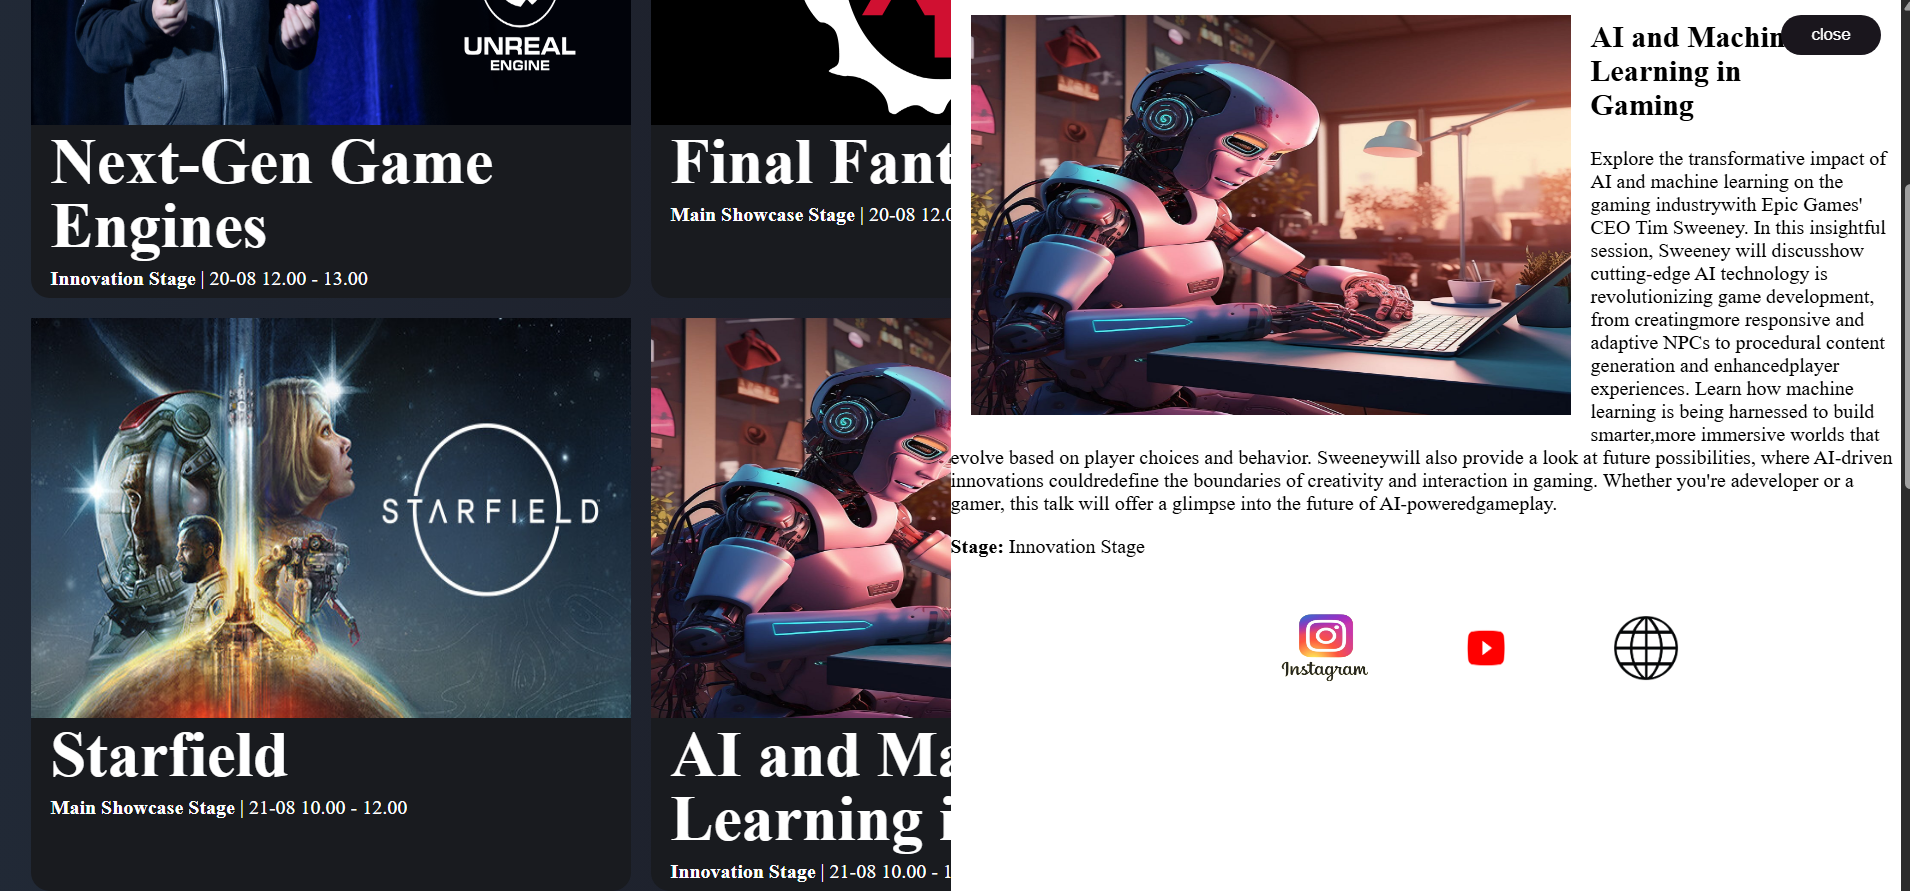 UNREAL
ENGINE
Next-Gen Game
Engines
Innovation Stage | 20-08 12.00 - 13.00
Final Fant
Main Showcase Stage | 20-08 12.0
STARFIELD
Starfield
Main Showcase Stage | 21-08 10.00 - 12.00
AI and Ma
Learning i
Innovation Stage | 21-08 10.00 - 1
close
AI and Machin
Learning in
Gaming
Explore the transformative impact of
AI and machine learning on the
gaming industrywith Epic Games'
CEO Tim Sweeney. In this insightful
session, Sweeney will discusshow
cutting-edge AI technology is
revolutionizing game development,
from creatingmore responsive and
adaptive NPCs to procedural content
generation and enhancedplayer
experiences. Learn how machine
learning is being harnessed to build
smarter,more immersive worlds that
evolve based on player choices and behavior. Sweeneywill also provide a look at future possibilities, where AI-driven
innovations couldredefine the boundaries of creativity and interaction in gaming. Whether you're adeveloper or a
gamer, this talk will offer a glimpse into the future of AI-poweredgameplay.
Stage: Innovation Stage
Instagram